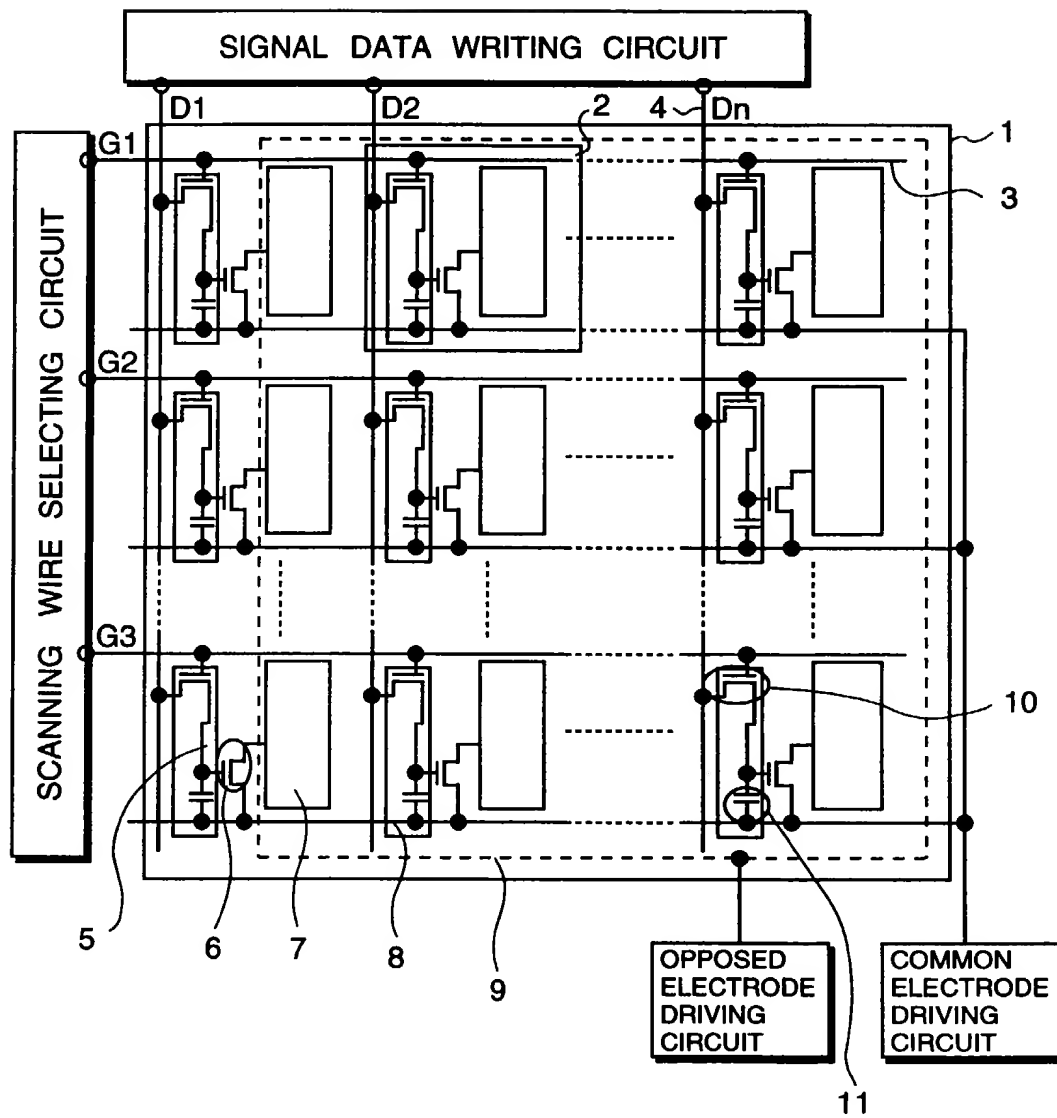 SIGNAL DATA WRITING CIRCUIT
D1 D2 4 Dn 2
1
G1
3
SCANNING WIRE SELECTING CIRCUIT
G2
G3
10
5 6 7 8 9
11
OPPOSED
ELECTRODE
DRIVING
CIRCUIT
COMMON
ELECTRODE
DRIVING
CIRCUIT